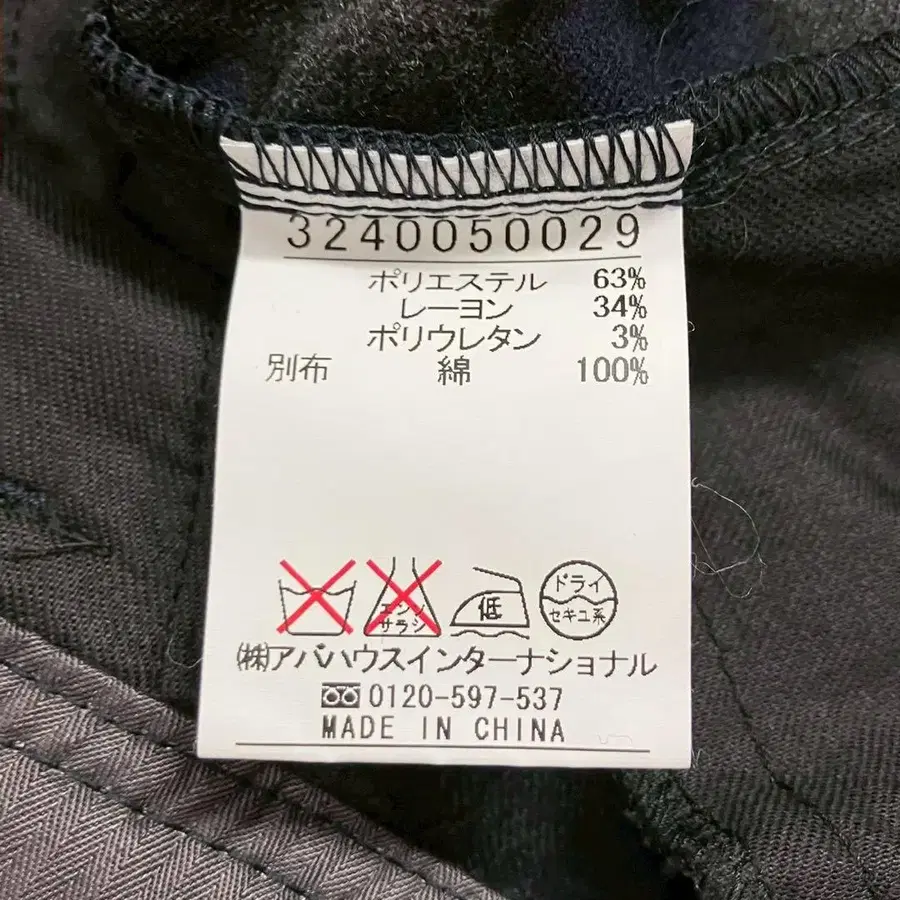 3240050029
ポリエステル 63%
レーヨン 34%
ポリウレタン 3%
別布 綿 100%
エンソ
サラシ
低
ドライ
セキユ系
㈱アバハウスインターナショナル
0120-597-537
MADE IN CHINA